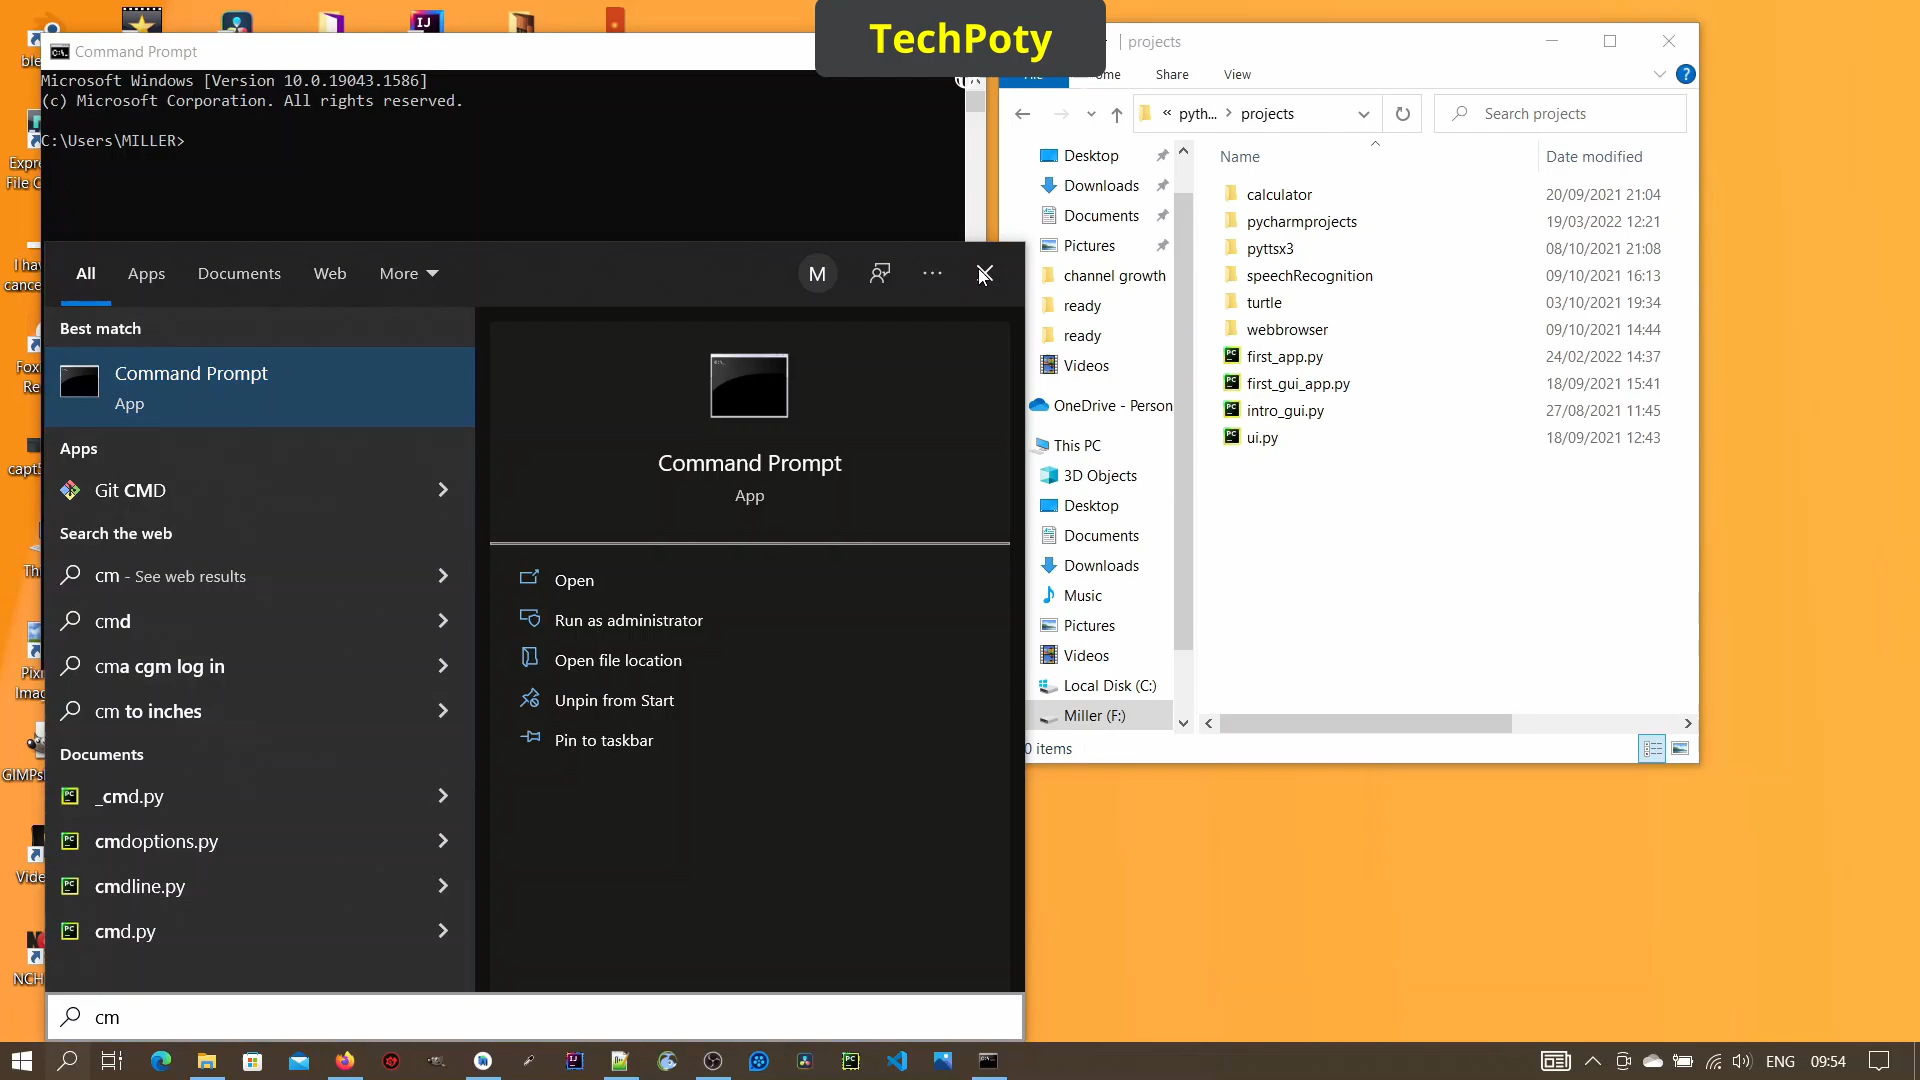 TechPoty
Command Prompt
Microsoft Windows [Version 10.0.19043.1586]
(c) Microsoft Corporation. All rights reserved.
C:\Users\MILLER>
All
Apps
Documents
Web
More
M
Best match
Command Prompt
App
Apps
Git CMD
Search the web
cm - See web results
cmd
cma cgm log in
cm to inches
Documents
_cmd.py
cmdoptions.py
cmdline.py
cmd.py
cm
Command Prompt
App
Open
Run as administrator
Open file location
Unpin from Start
Pin to taskbar
projects
Share
View
?
« pyth... > projects
Search projects
Desktop
Downloads
Documents
Pictures
channel growth
ready
ready
Videos
OneDrive - Person
This PC
3D Objects
Desktop
Documents
Downloads
Music
Pictures
Videos
Local Disk (C:)
Miller (F:)
Name
Date modified
calculator
20/09/2021 21:04
pycharmprojects
19/03/2022 12:21
pyttsx3
08/10/2021 21:08
speechRecognition
09/10/2021 16:13
turtle
03/10/2021 19:34
webbrowser
09/10/2021 14:44
first_app.py
24/02/2022 14:37
first_gui_app.py
18/09/2021 15:41
intro_gui.py
27/08/2021 11:45
ui.py
18/09/2021 12:43
0 items
ENG
09:54